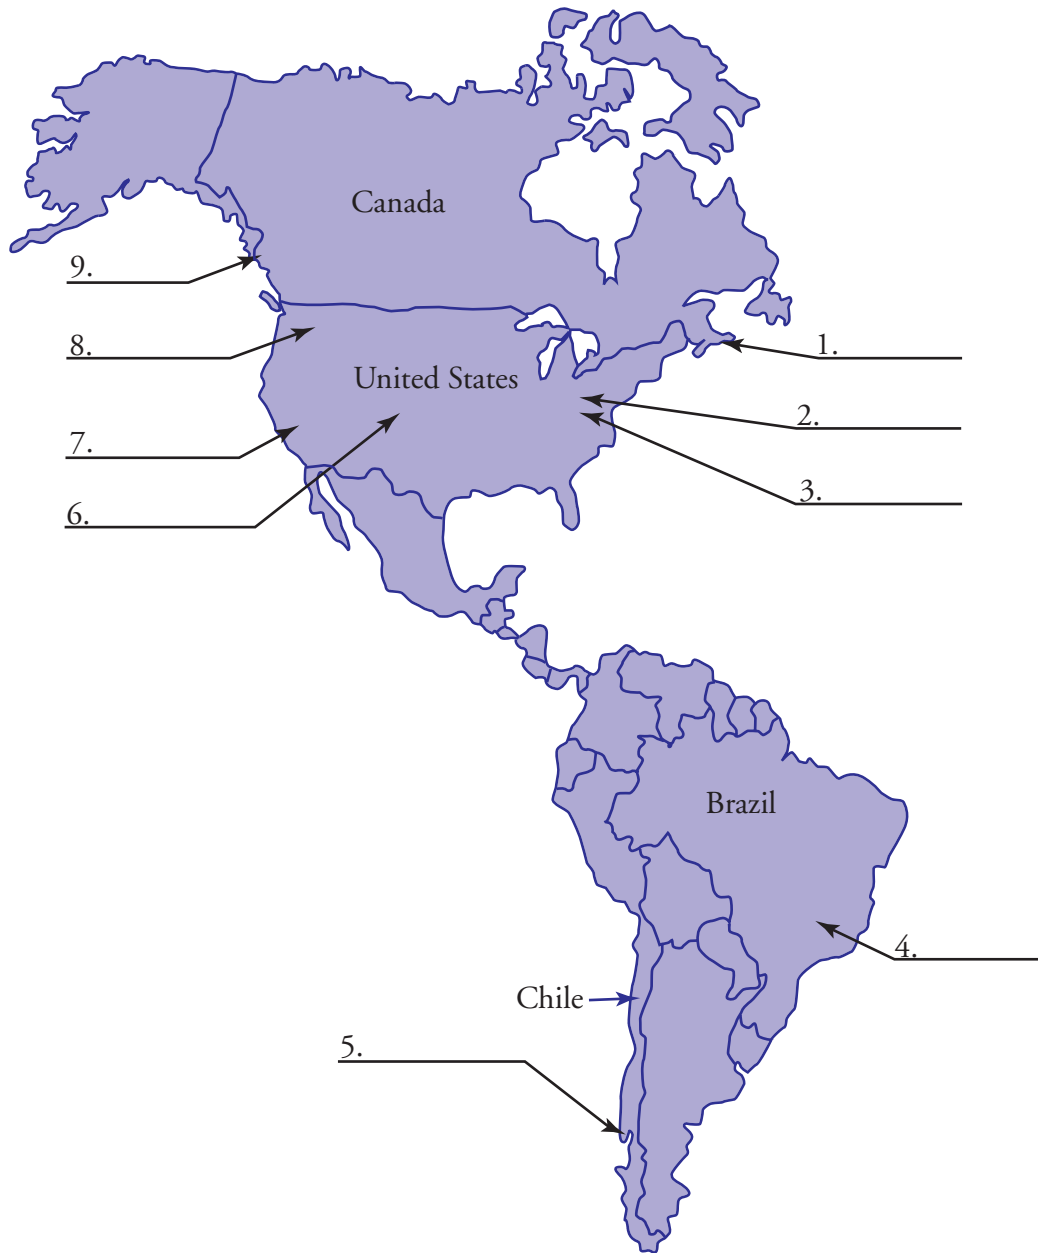 Canada
9.
8.
1.
United States
2.
7.
3.
6.
Brazil
4.
Chile
5.